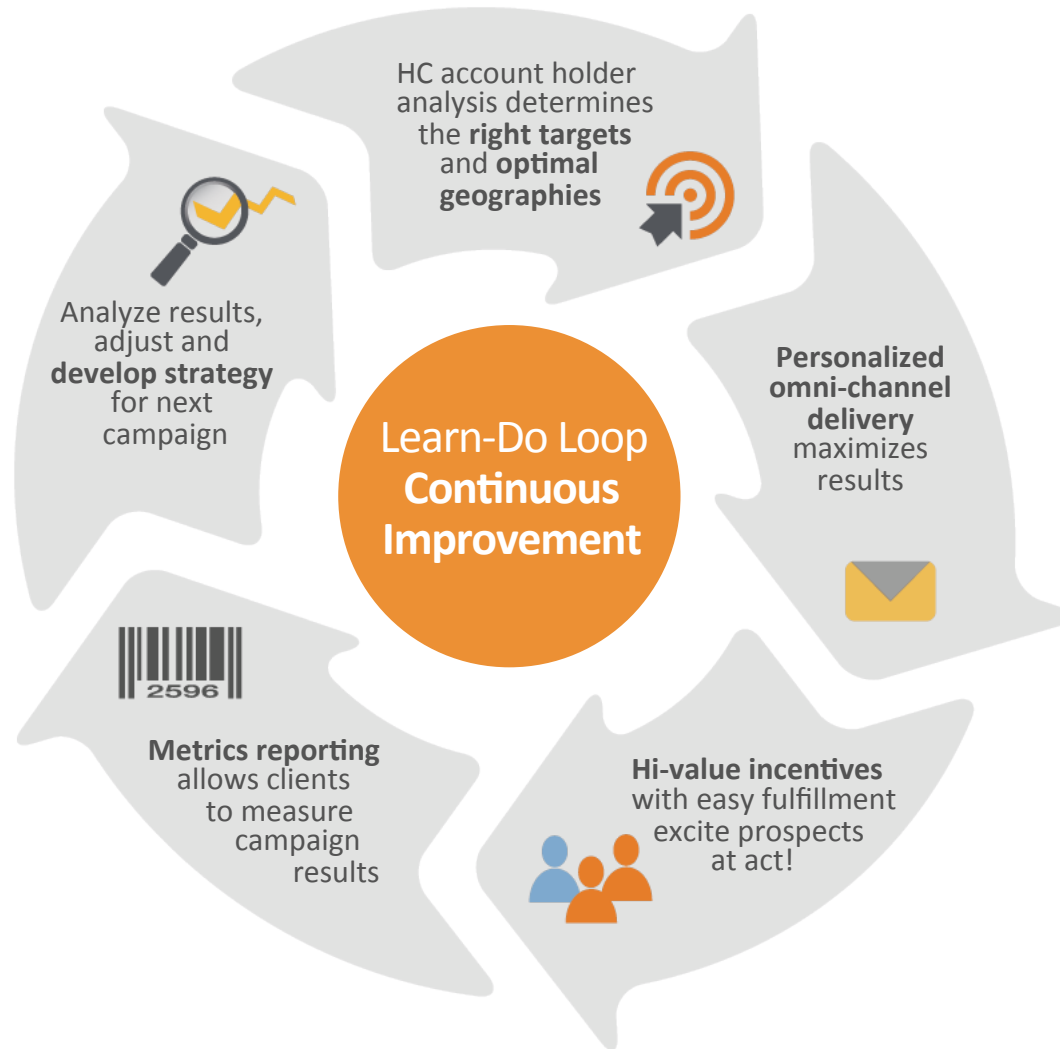 HC account holder
analysis determines
the right targets
and optimal
geographies
Personalized
omni-channel
delivery
maximizes
results
Hi-value incentives
with easy fulfillment
excite prospects
at act!
2596
Metrics reporting
allows clients
to measure
campaign
results
Analyze results,
adjust and
develop strategy
for next
campaign
Learn-Do Loop
Continuous
Improvement